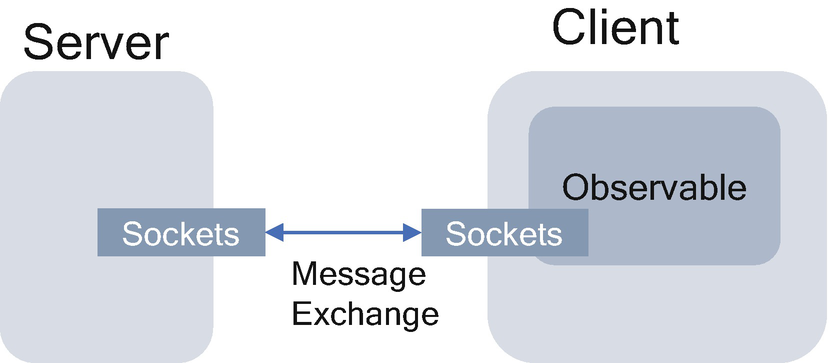 Server
Client
Observable
Sockets
Sockets
Message
Exchange